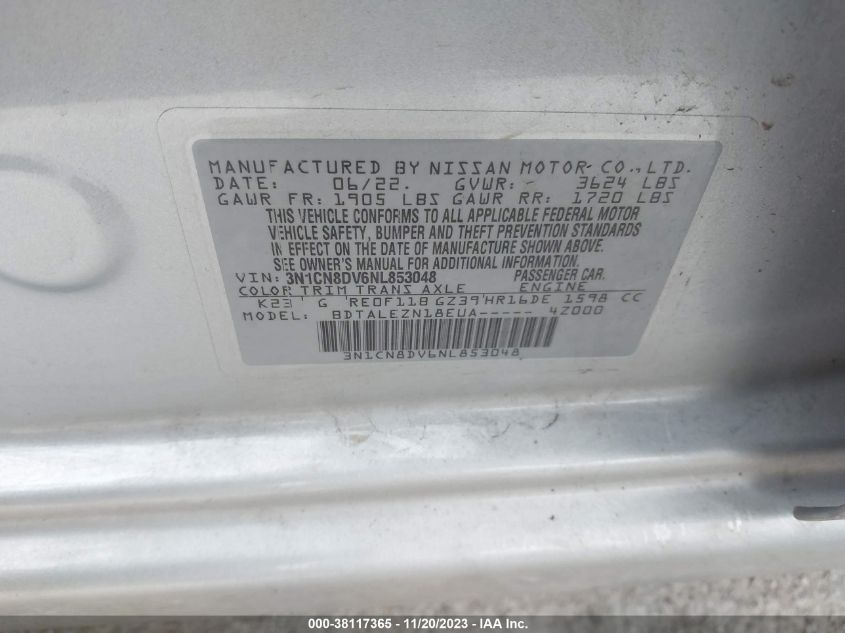 MANUFACTURED BY NISSAN MOTOR CO., LTD.
DATE: 06/22. GVWR: 3624 LBS
GAWR FR: 1905 LBS GAWR RR: 1720 LBS
THIS VEHICLE CONFORMS TO ALL APPLICABLE FEDERAL MOTOR
VEHICLE SAFETY, BUMPER AND THEFT PREVENTION STANDARDS
IN EFFECT ON THE DATE OF MANUFACTURE SHOWN ABOVE.
SEE OWNER'S MANUAL FOR ADDITIONAL INFORMATION.
VIN: 3N1CN8DV6NL853048 PASSENGER CAR.
COLOR TRIM TRANS AXLE ENGINE
K23 G RE0F11B GZ39 HR16DE 1598 CC
MODEL: BDTALEZN18EUA----- 4Z000
3N1CN8DV6NL853048
000-38117365 - 11/20/2023 - IAA Inc.